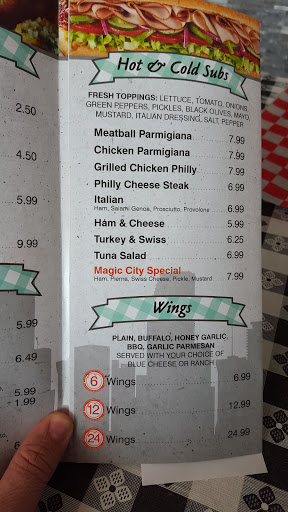 Hot & Cold Subs
FRESH TOPPINGS: LETTUCE, TOMATO, ONIONS,
GREEN PEPPERS, PICKLES, BLACK OLIVES, MAYO,
MUSTARD, ITALIAN DRESSING, SALT, PEPPER
Meatball Parmigiana 7.99
Chicken Parmigiana 7.99
Grilled Chicken Philly 7.99
Philly Cheese Steak 6.99
Italian 6.99
Ham, Salami Genoa, Prosciutto, Provolone
Ham & Cheese 5.99
Turkey & Swiss 6.25
Tuna Salad 6.99
Magic City Special 7.99
Ham, Pierna, Swiss Cheese, Pickle, Mustard
Wings
PLAIN, BUFFALO, HONEY GARLIC,
BBQ, GARLIC PARMESAN
SERVED WITH YOUR CHOICE OF
BLUE CHEESE OR RANCH
6 Wings 6.99
12 Wings 12.99
24 Wings 24.99
2.50
4.50
5.99
9.99
5.99
6.49
5.99
1.99